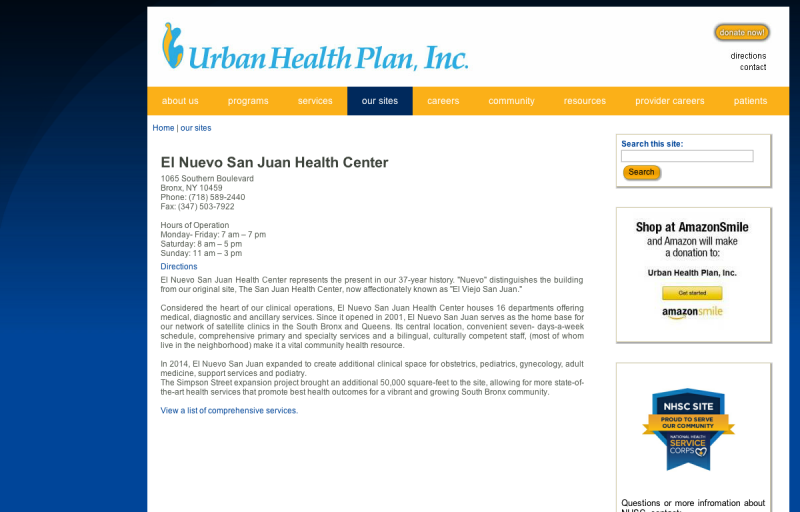 donate now!
Urban Health Plan, Inc.
directions
contact
about us programs services our sites careers community resources provider careers patients
Home | our sites
Search this site:
Search
El Nuevo San Juan Health Center
1065 Southern Boulevard
Bronx, NY 10459
Phone: (718) 589-2440
Fax: (347) 503-7922
Hours of Operation
Monday- Friday: 7 am – 7 pm
Saturday: 8 am – 5 pm
Sunday: 11 am – 3 pm
Directions
El Nuevo San Juan Health Center represents the present in our 37-year history. "Nuevo" distinguishes the building
from our original site, The San Juan Health Center, now affectionately known as "El Viejo San Juan."
Considered the heart of our clinical operations, El Nuevo San Juan Health Center houses 16 departments offering
medical, diagnostic and ancillary services. Since it opened in 2001, El Nuevo San Juan serves as the home base for
our network of satellite clinics in the South Bronx and Queens. Its central location, convenient seven- days-a-week
schedule, comprehensive primary and specialty services and a bilingual, culturally competent staff, (most of whom
live in the neighborhood) make it a vital community health resource.
In 2014, El Nuevo San Juan expanded to create additional clinical space for obstetrics, pediatrics, gynecology, adult
medicine, support services and podiatry.
The Simpson Street expansion project brought an additional 50,000 square-feet to the site, allowing for more state-of-
the-art health services that promote best health outcomes for a vibrant and growing South Bronx community.
View a list of comprehensive services.
Shop at AmazonSmile
and Amazon will make
a donation to:
Urban Health Plan, Inc.
Get started
amazonsmile
NHSC SITE
PROUD TO SERVE
OUR COMMUNITY
NATIONAL HEALTH
SERVICE
CORPS
Questions or more infromation about
NHSC, contact: